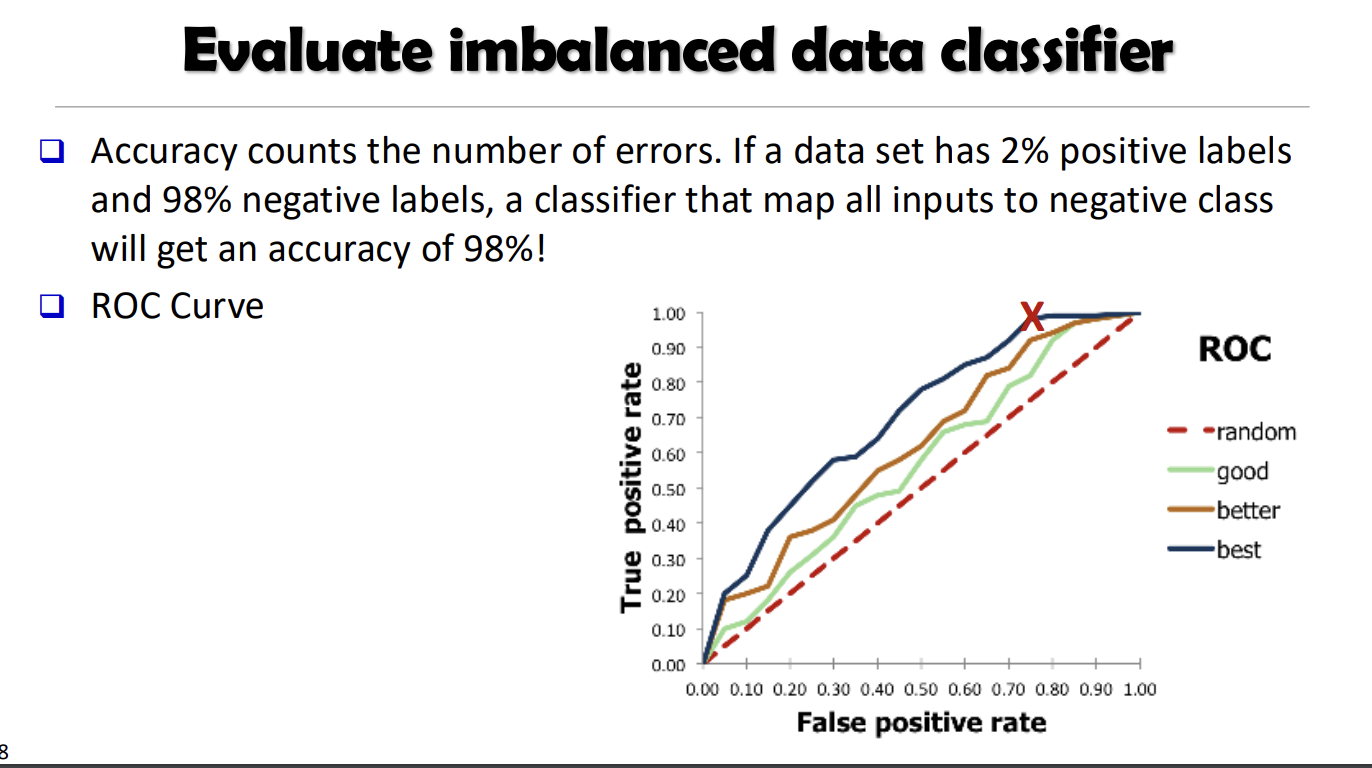 Evaluate imbalanced data classifier
Accuracy counts the number of errors. If a data set has 2% positive labels
and 98% negative labels, a classifier that map all inputs to negative class
will get an accuracy of 98%!
ROC Curve
X
ROC
True positive rate
1.00
0.90
0.80
0.70
0.60
0.50
0.40
0.30
0.20
0.10
0.00
0.00 0.10 0.20 0.30 0.40 0.50 0.60 0.70 0.80 0.90 1.00
False positive rate
random
good
better
best
8